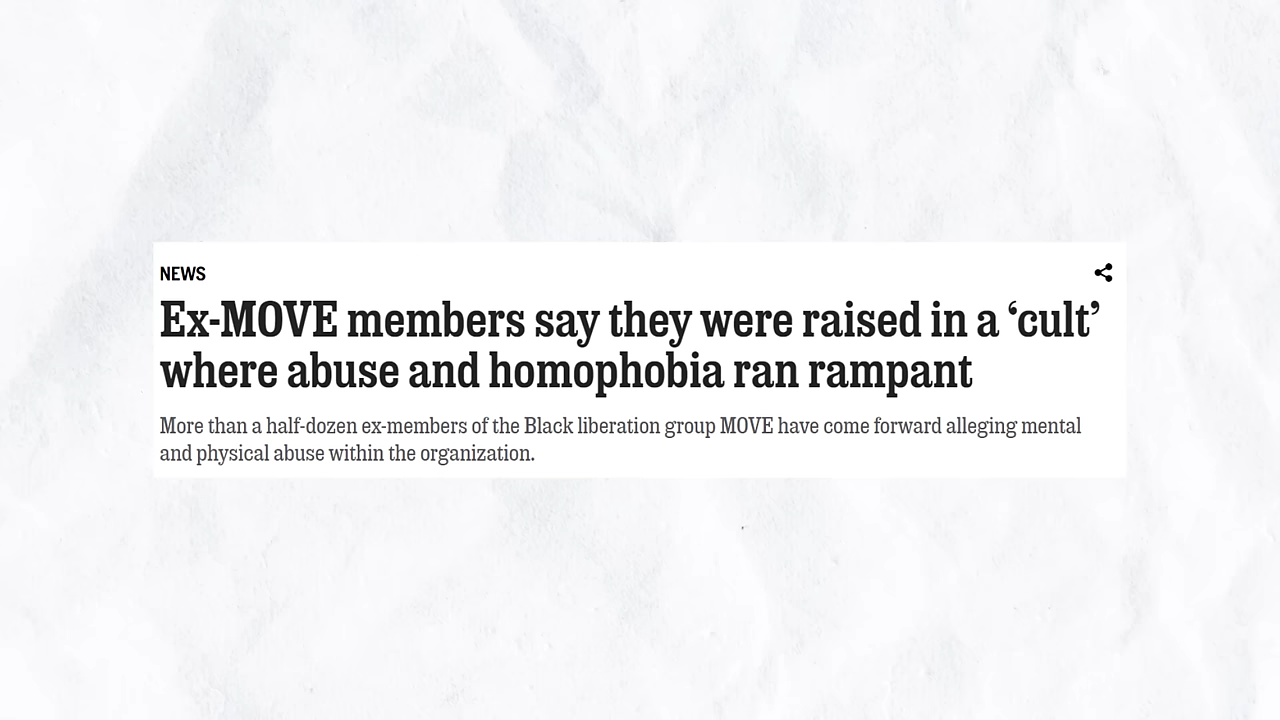 NEWS
Ex-MOVE members say they were raised in a ‘cult’
where abuse and homophobia ran rampant
More than a half-dozen ex-members of the Black liberation group MOVE have come forward alleging mental
and physical abuse within the organization.